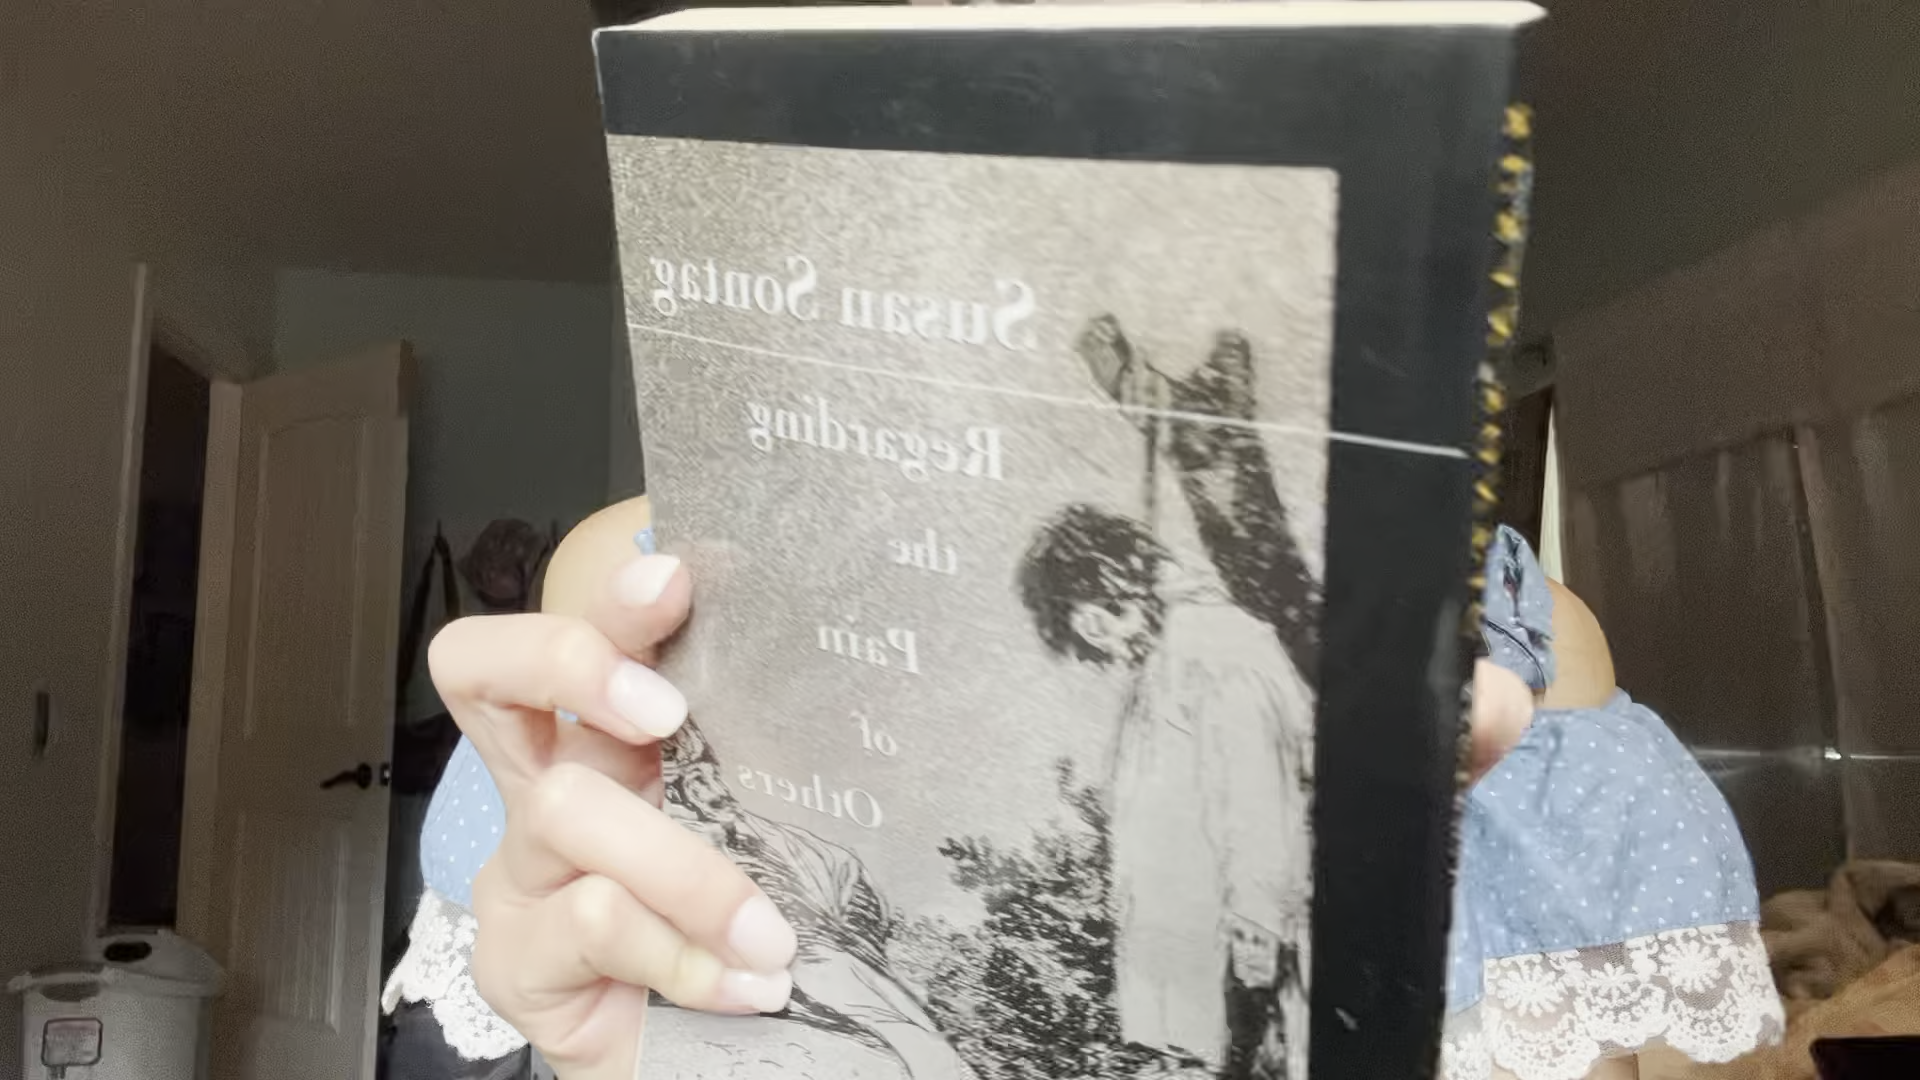 Susan Sontag
Regarding
the
Pain
of
Others